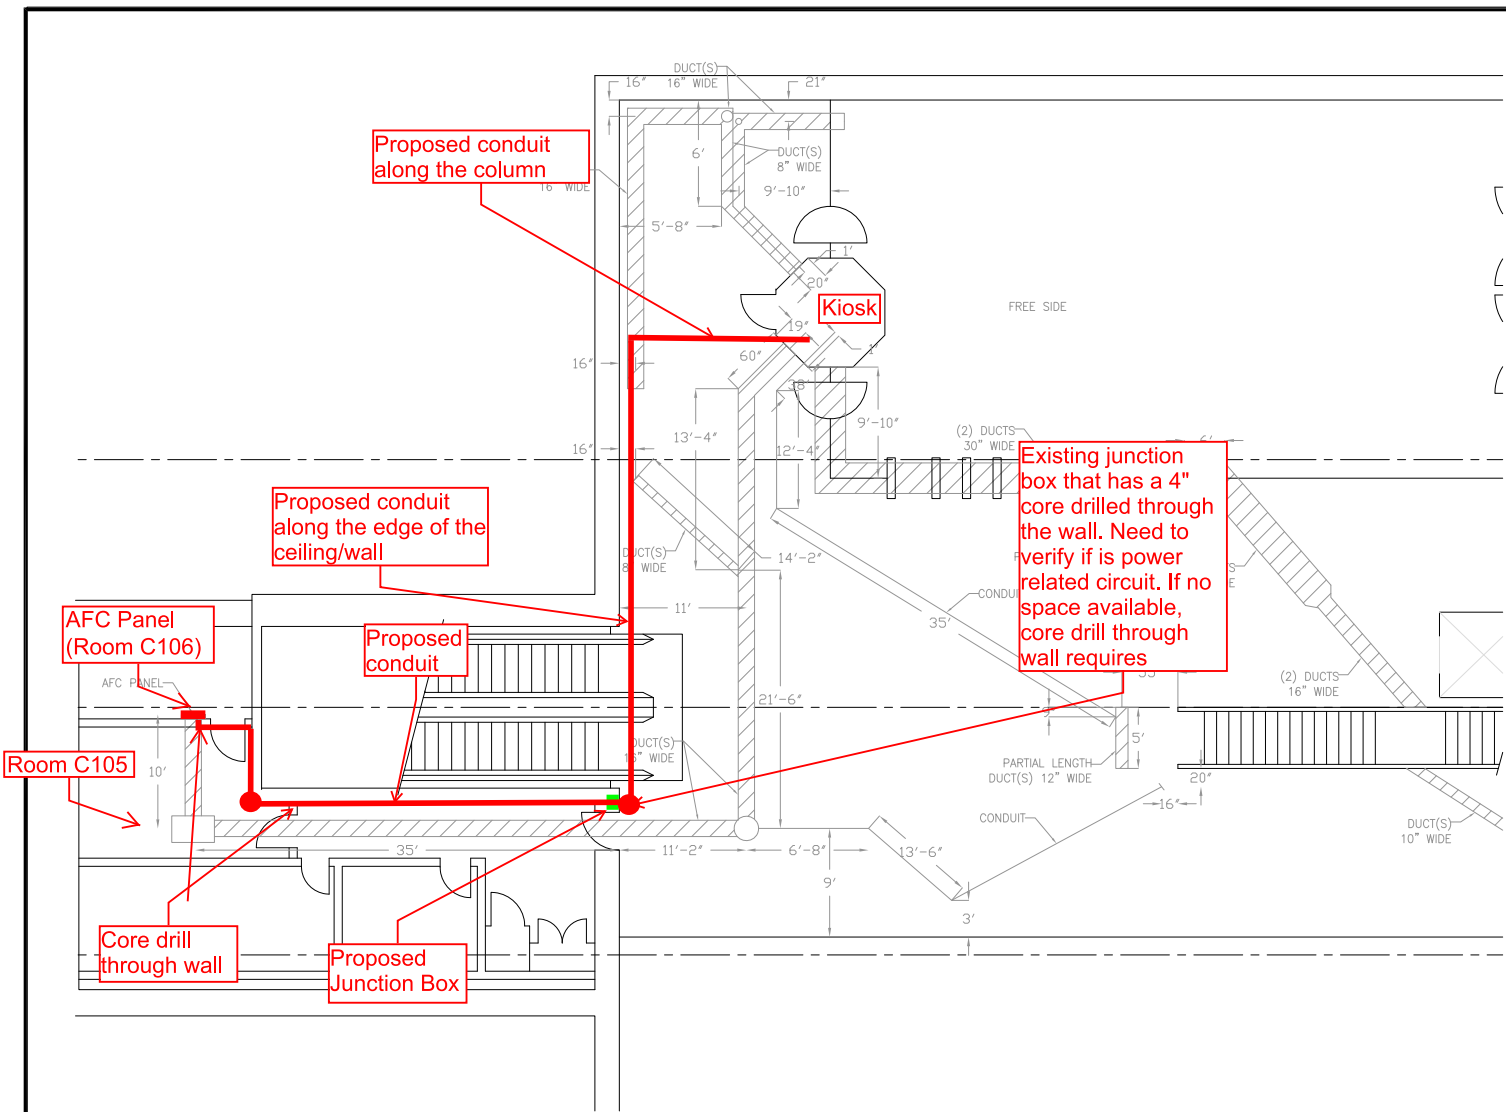 DUCT(S)
16" WIDE
16"
21"
Proposed conduit
along the column
16" WIDE
6'
DUCT(S)
8" WIDE
9'-10"
5'-8"
1'
20"
Kiosk
FREE SIDE
19"
1'
60"
16"
38'
9'-10"
13'-4"
12'-4"
16"
(2) DUCTS
30" WIDE
6'
Existing junction
box that has a 4"
core drilled through
the wall. Need to
verify if is power
related circuit. If no
space available,
core drill through
wall requires
Proposed conduit
along the edge of the
ceiling/wall
DUCT(S)
8" WIDE
14'-2"
CONDUI
35'
11'
AFC Panel
(Room C106)
Proposed
conduit
AFC PANEL
(2) DUCTS
16" WIDE
21'-6"
5'
DUCT(S)
16" WIDE
Room C105
10'
PARTIAL LENGTH
DUCT(S) 12" WIDE
20"
16"
CONDUIT
DUCT(S)
10" WIDE
35'
11'-2"
6'-8"
13'-6"
9'
3'
Core drill
through wall
Proposed
Junction Box